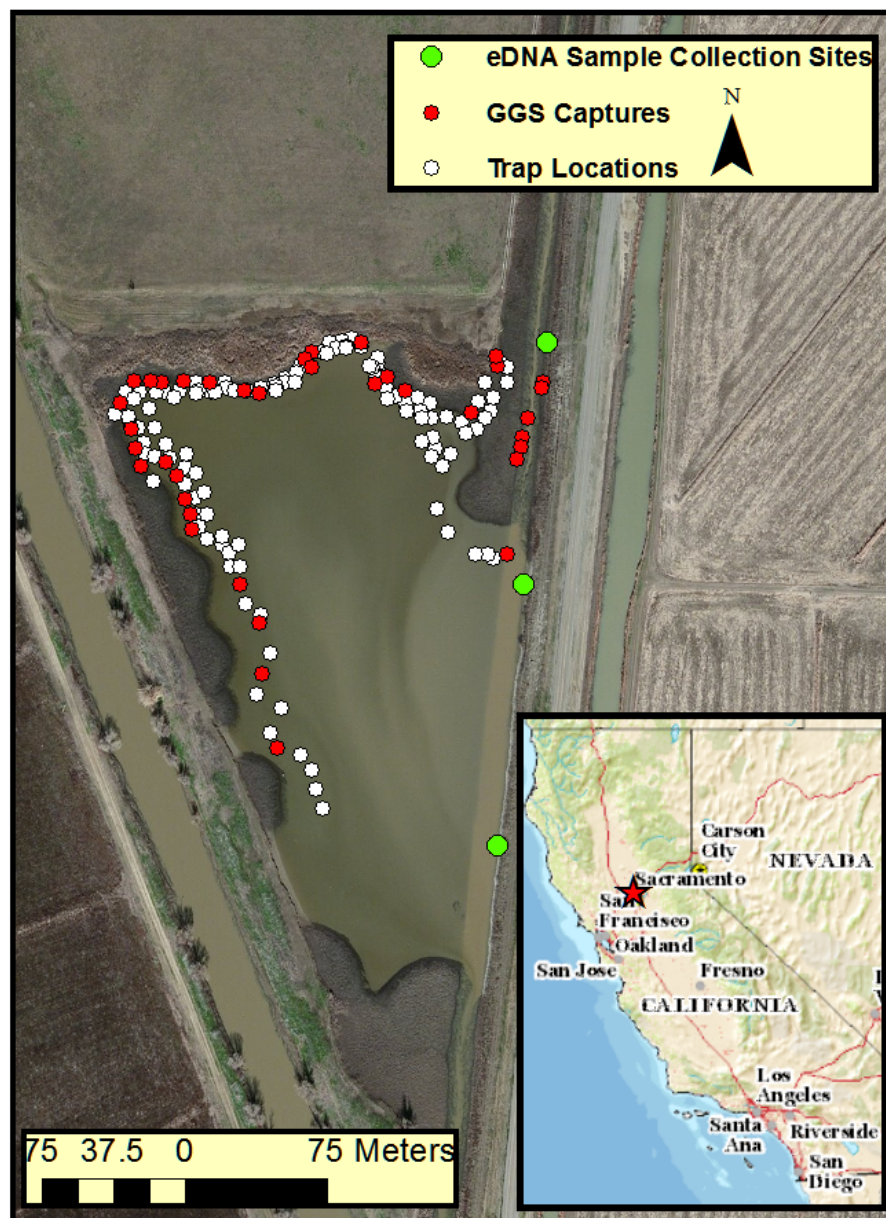 eDNA Sample Collection Sites
GGS Captures
N
Trap Locations
Carson
City
NEVADA
Sacramento
San
Francisco
Oakland
San Jose
Fresno
CALIFORNIA
Los
Angeles
Santa
Ana
Riverside
San
Diego
75 37.5 0 75 Meters